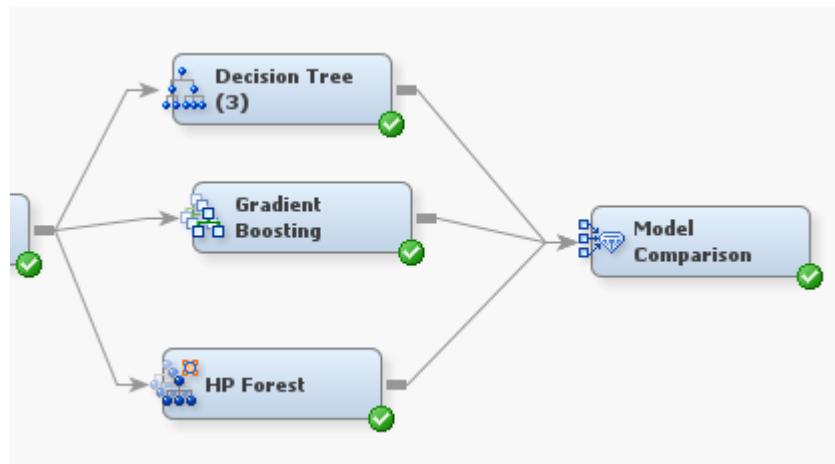 Decision Tree
(3)
Gradient
Boosting
Model
Comparison
HP Forest